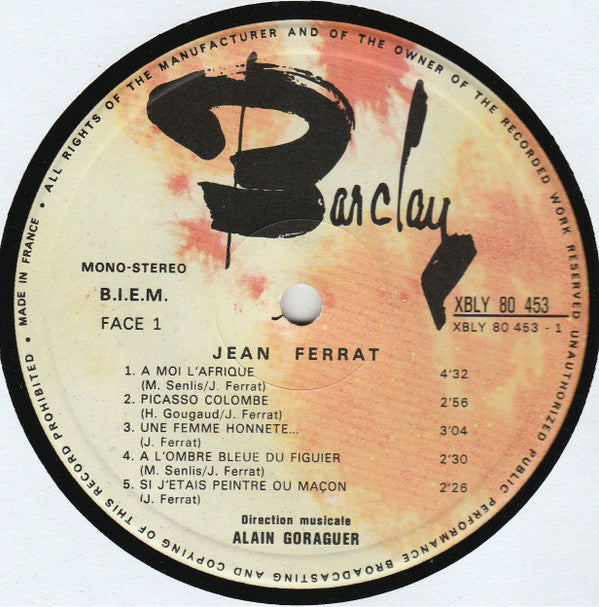 • ALL RIGHTS OF THE MANUFACTURER AND OF THE OWNER OF THE RECORDED WORK RESERVED UNAUTHORIZED PUBLIC PERFORMANCE BROADCASTING AND COPYING OF THIS RECORD PROHIBITED • MADE IN FRANCE
Barclay
MONO-STEREO
B.I.E.M.
FACE 1
XBLY 80 453
XBLY 80 453 - 1
JEAN FERRAT
1. A MOI L'AFRIQUE 4'32
(M. Senlis/J. Ferrat)
2. PICASSO COLOMBE 2'56
(H. Gougaud/J. Ferrat)
3. UNE FEMME HONNETE... 3'04
(J. Ferrat)
4. A L'OMBRE BLEUE DU FIGUIER 2'30
(M. Senlis/J. Ferrat)
5. SI J'ETAIS PEINTRE OU MAÇON 2'26
(J. Ferrat)
Direction musicale
ALAIN GORAGUER